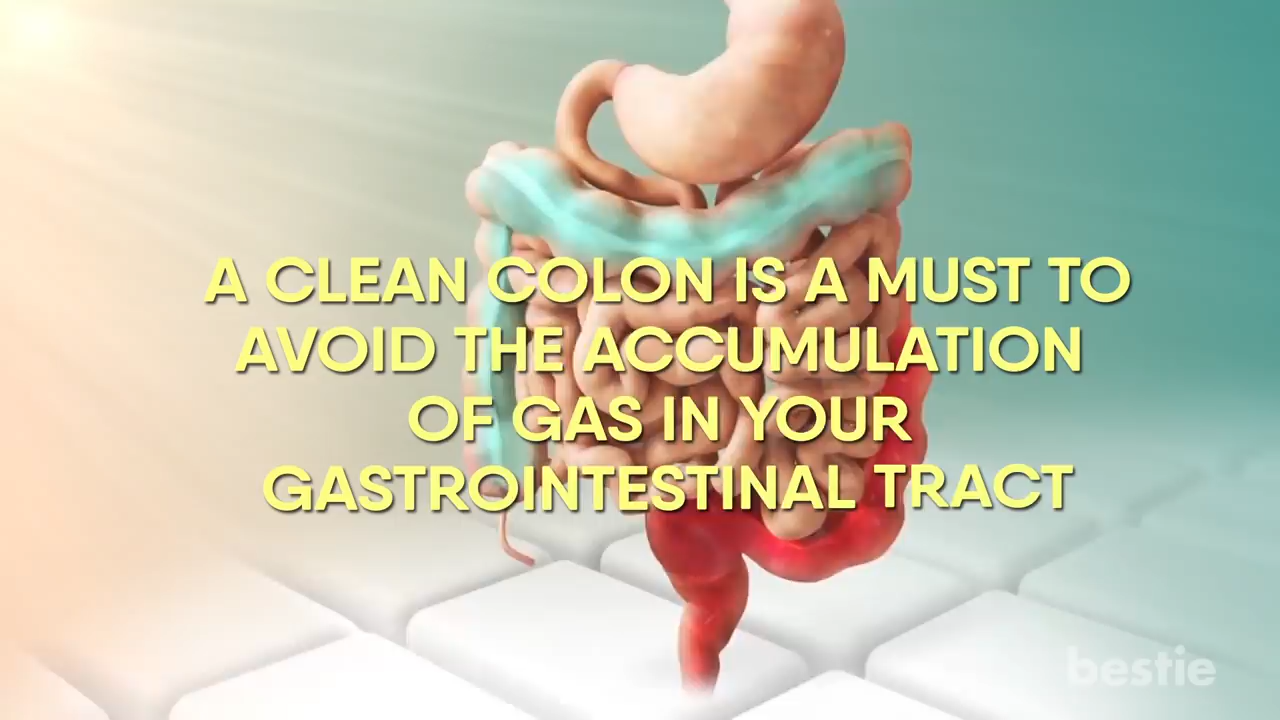 A CLEAN COLON IS A MUST TO
AVOID THE ACCUMULATION
OF GAS IN YOUR
GASTROINTESTINAL TRACT
bestie